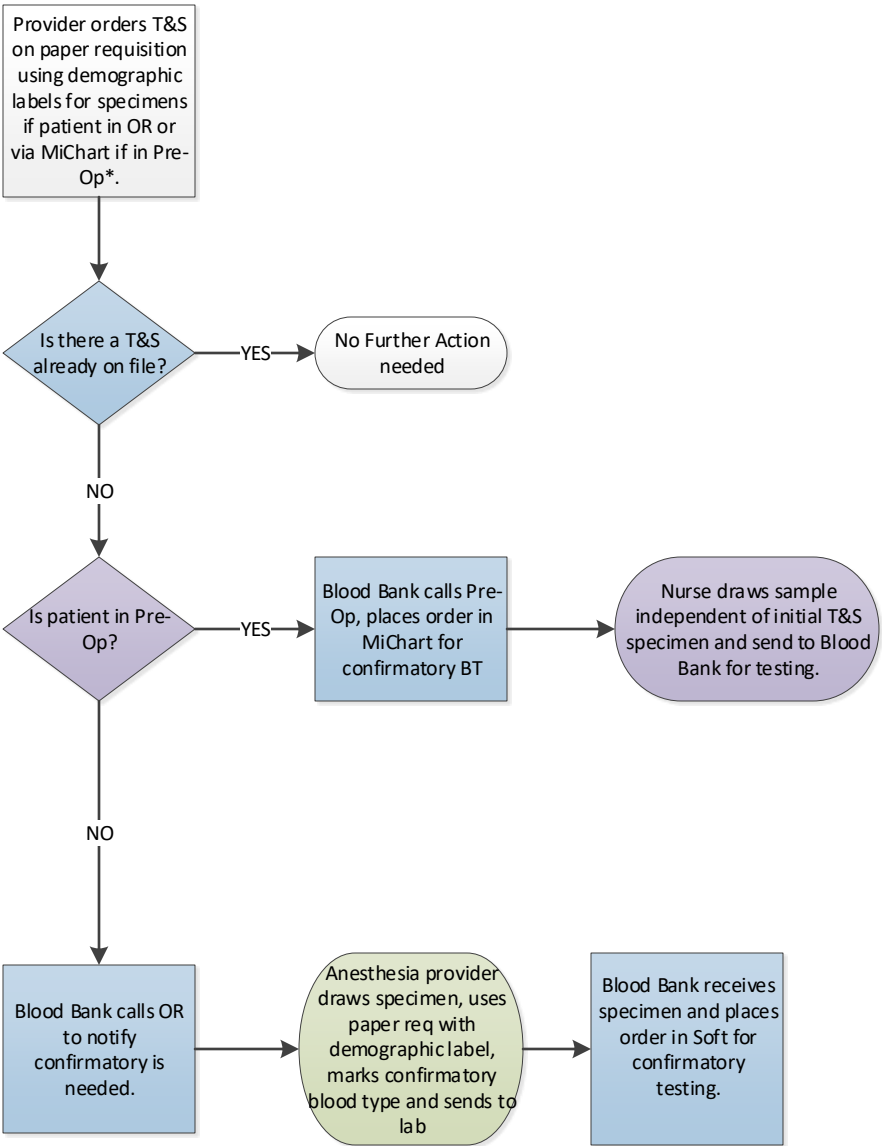 Provider orders T&S
on paper requisition
using demographic
labels for specimens
if patient in OR or
via MiChart if in Pre-
Op*.
Is there a T&S
already on file?
YES
No Further Action
needed
NO
Is patient in Pre-
Op?
YES
Blood Bank calls Pre-
Op, places order in
MiChart for
confirmatory BT
Nurse draws sample
independent of initial T&S
specimen and send to Blood
Bank for testing.
NO
Blood Bank calls OR
to notify
confirmatory is
needed.
Anesthesia provider
draws specimen, uses
paper req with
demographic label,
marks confirmatory
blood type and sends to
lab
Blood Bank receives
specimen and places
order in Soft for
confirmatory
testing.